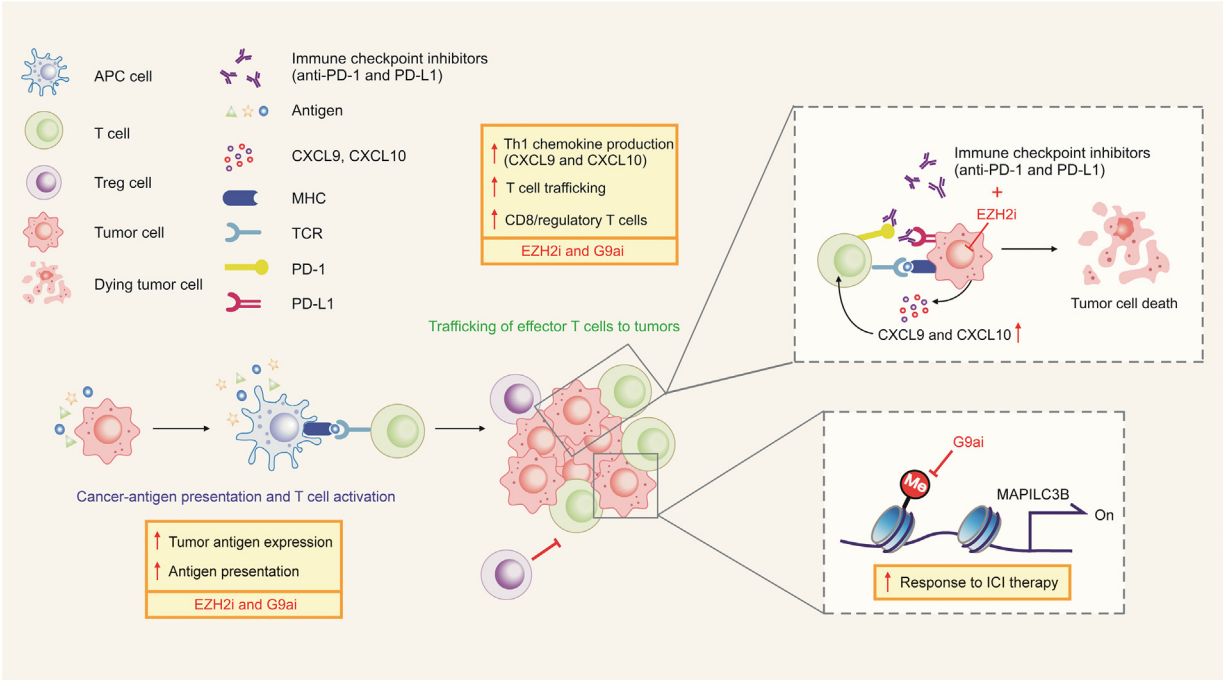 APC cell
T cell
Treg cell
Tumor cell
Dying tumor cell
Immune checkpoint inhibitors
(anti-PD-1 and PD-L1)
Antigen
CXCL9, CXCL10
MHC
TCR
PD-1
PD-L1
Th1 chemokine production
(CXCL9 and CXCL10)
T cell trafficking
CD8/regulatory T cells
EZH2i and G9ai
Trafficking of effector T cells to tumors
Immune checkpoint inhibitors
(anti-PD-1 and PD-L1)
+
EZH2i
Tumor cell death
CXCL9 and CXCL10
Cancer-antigen presentation and T cell activation
Tumor antigen expression
Antigen presentation
EZH2i and G9ai
G9ai
Me
MAPILC3B
On
Response to ICI therapy